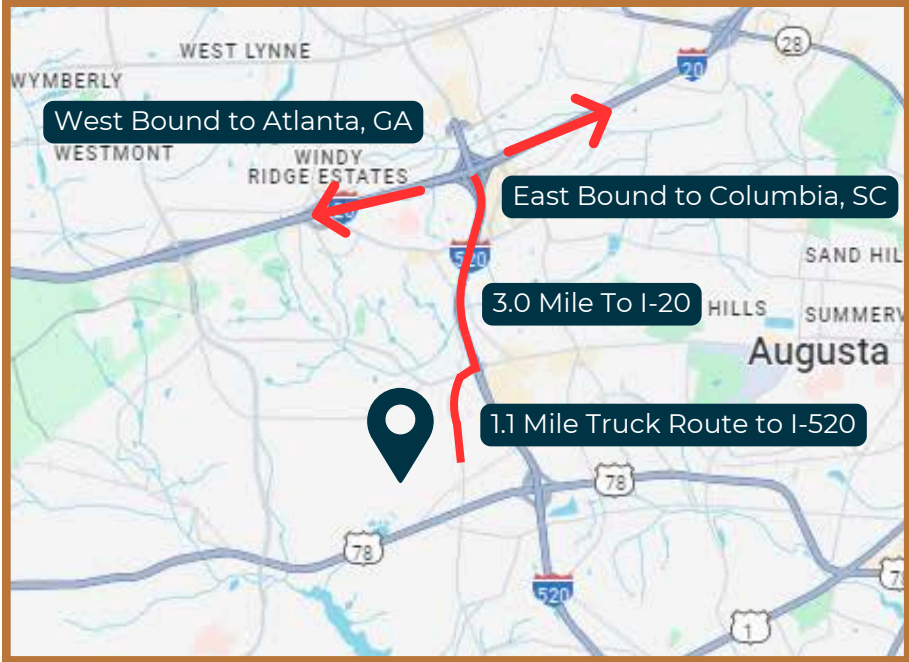 WEST LYNNE
28
20
WYMBERLY
West Bound to Atlanta, GA
WESTMONT
WINDY
RIDGE ESTATES
East Bound to Columbia, SC
520
SAND HIL
3.0 Mile To I-20
HILLS
SUMMERV
Augusta
1.1 Mile Truck Route to I-520
78
78
520
1